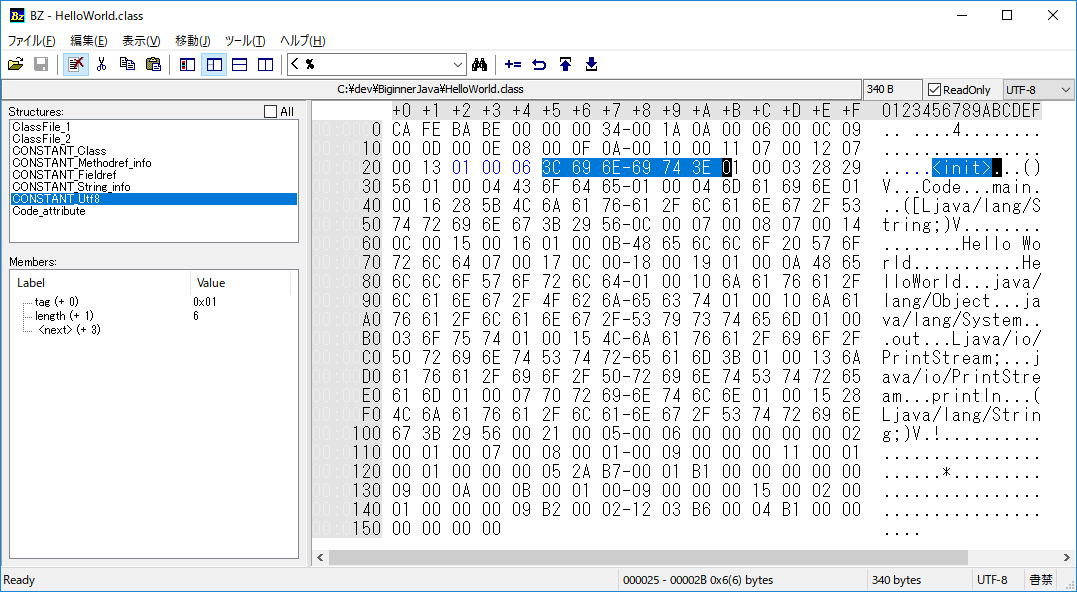 BZ - HelloWorld.class
ファイル(F) 編集(E) 表示(V) 移動(J) ツール(T) ヘルプ(H)
< %
C:¥dev¥BiginnerJava¥HelloWorld.class 340 B ReadOnly UTF-8
Structures: All
ClassFile_1
ClassFile_2
CONSTANT_Class
CONSTANT_Methodref_info
CONSTANT_Fieldref
CONSTANT_String_info
CONSTANT_Utf8
Code_attribute
Members:
Label Value
tag (+ 0) 0x01
length (+ 1) 6
<next> (+ 3)
+0 +1 +2 +3 +4 +5 +6 +7 +8 +9 +A +B +C +D +E +F 0123456789ABCDEF
0 CA FE BA BE 00 00 00 34-00 1A 0A 00 06 00 0C 09 .. ....4........
10 00 0D 00 0E 08 00 0F 0A-00 10 00 11 07 00 12 07 ................
20 00 13 01 00 06 3C 69 6E-69 74 3E 01 00 03 28 29 .....<init>...()
30 56 01 00 04 43 6F 64 65-01 00 04 6D 61 69 6E 01 V...Code...main.
40 00 16 28 5B 4C 6A 61 76-61 2F 6C 61 6E 67 2F 53 ..([Ljava/lang/S
50 74 72 69 6E 67 3B 29 56-0C 00 07 00 08 07 00 14 tring;)V........
60 0C 00 15 00 16 01 00 0B-48 65 6C 6C 6F 20 57 6F ........Hello Wo
70 72 6C 64 07 00 17 0C 00-18 00 19 01 00 0A 48 65 rld...........He
80 6C 6C 6F 57 6F 72 6C 64-01 00 10 6A 61 76 61 2F lloWorld...java/
90 6C 61 6E 67 2F 4F 62 6A-65 63 74 01 00 10 6A 61 lang/Object...ja
A0 76 61 2F 6C 61 6E 67 2F-53 79 73 74 65 6D 01 00 va/lang/System..
B0 03 6F 75 74 01 00 15 4C-6A 61 76 61 2F 69 6F 2F .out...Ljava/io/
C0 50 72 69 6E 74 53 74 72-65 61 6D 3B 01 00 13 6A PrintStream;...j
D0 61 76 61 2F 69 6F 2F 50-72 69 6E 74 53 74 72 65 ava/io/PrintStre
E0 61 6D 01 00 07 70 72 69-6E 74 6C 6E 01 00 15 28 am...println...(
F0 4C 6A 61 76 61 2F 6C 61-6E 67 2F 53 74 72 69 6E Ljava/lang/Strin
100 67 3B 29 56 00 21 00 05-00 06 00 00 00 00 00 02 g;)V.!..........
110 00 01 00 07 00 08 00 01-00 09 00 00 00 11 00 01 ................
120 00 01 00 00 00 05 2A B7-00 01 B1 00 00 00 00 00 ......*.........
130 09 00 0A 00 0B 00 01 00-09 00 00 00 15 00 02 00 ................
140 01 00 00 00 09 B2 00 02-12 03 B6 00 04 B1 00 00 ................
150 00 00 00 00 ....
Ready 000025 - 00002B 0x6(6) bytes 340 bytes UTF-8 書禁